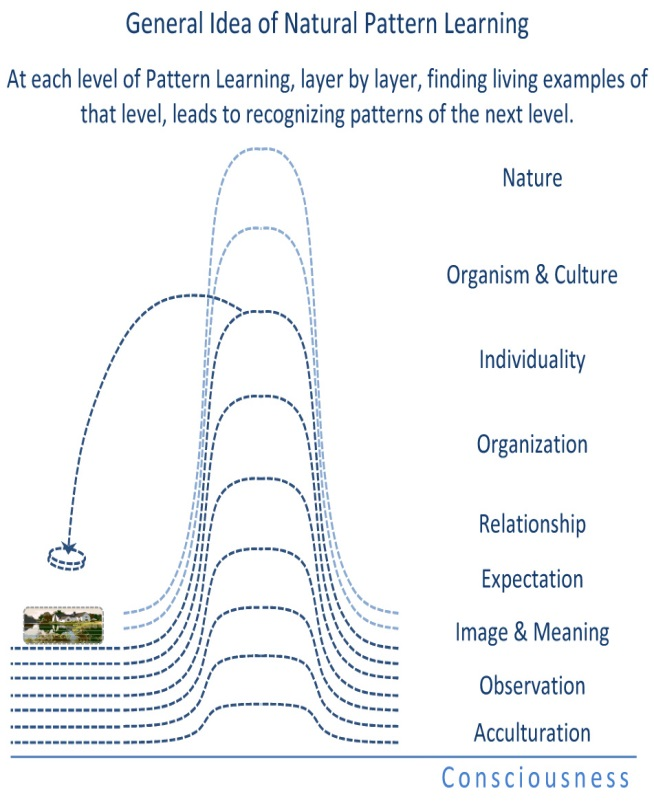 General Idea of Natural Pattern Learning
At each level of Pattern Learning, layer by layer, finding living examples of
that level, leads to recognizing patterns of the next level.
Nature
Organism & Culture
Individuality
Organization
Relationship
Expectation
Image & Meaning
Observation
Acculturation
Consciousness